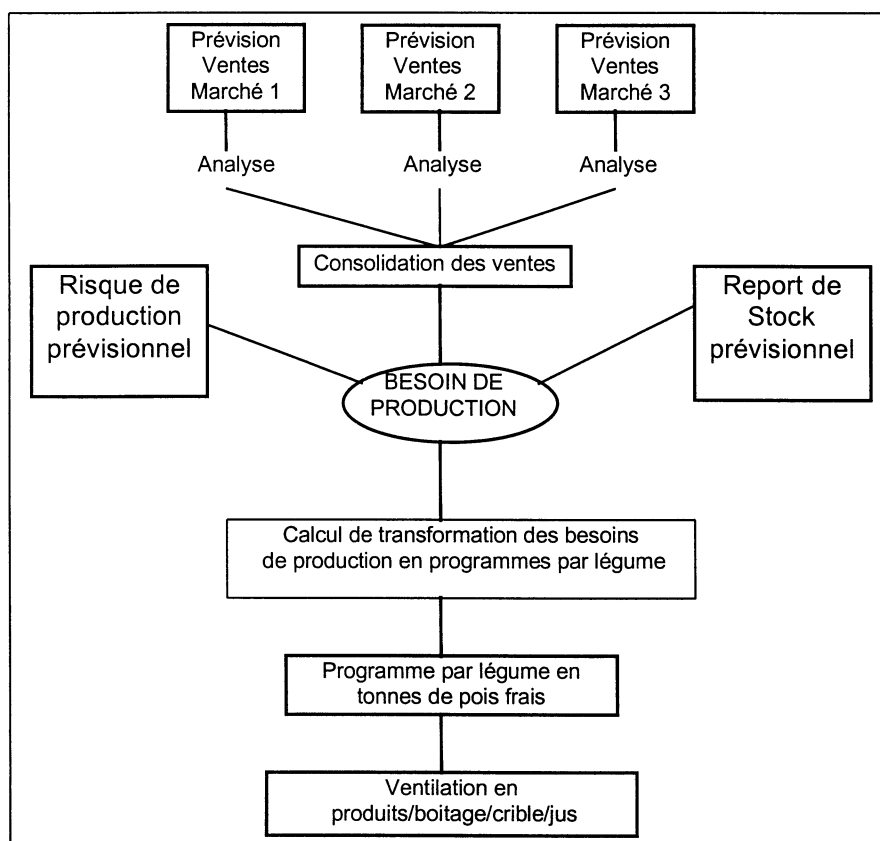 Prévision
Ventes
Marché 1
Prévision
Ventes
Marché 2
Prévision
Ventes
Marché 3
Analyse
Analyse
Analyse
Consolidation des ventes
Risque de
production
prévisionnel
Report de
Stock
prévisionnel
BESOIN DE
PRODUCTION
Calcul de transformation des besoins
de production en programmes par légume
Programme par légume en
tonnes de pois frais
Ventilation en
produits/boitage/crible/jus